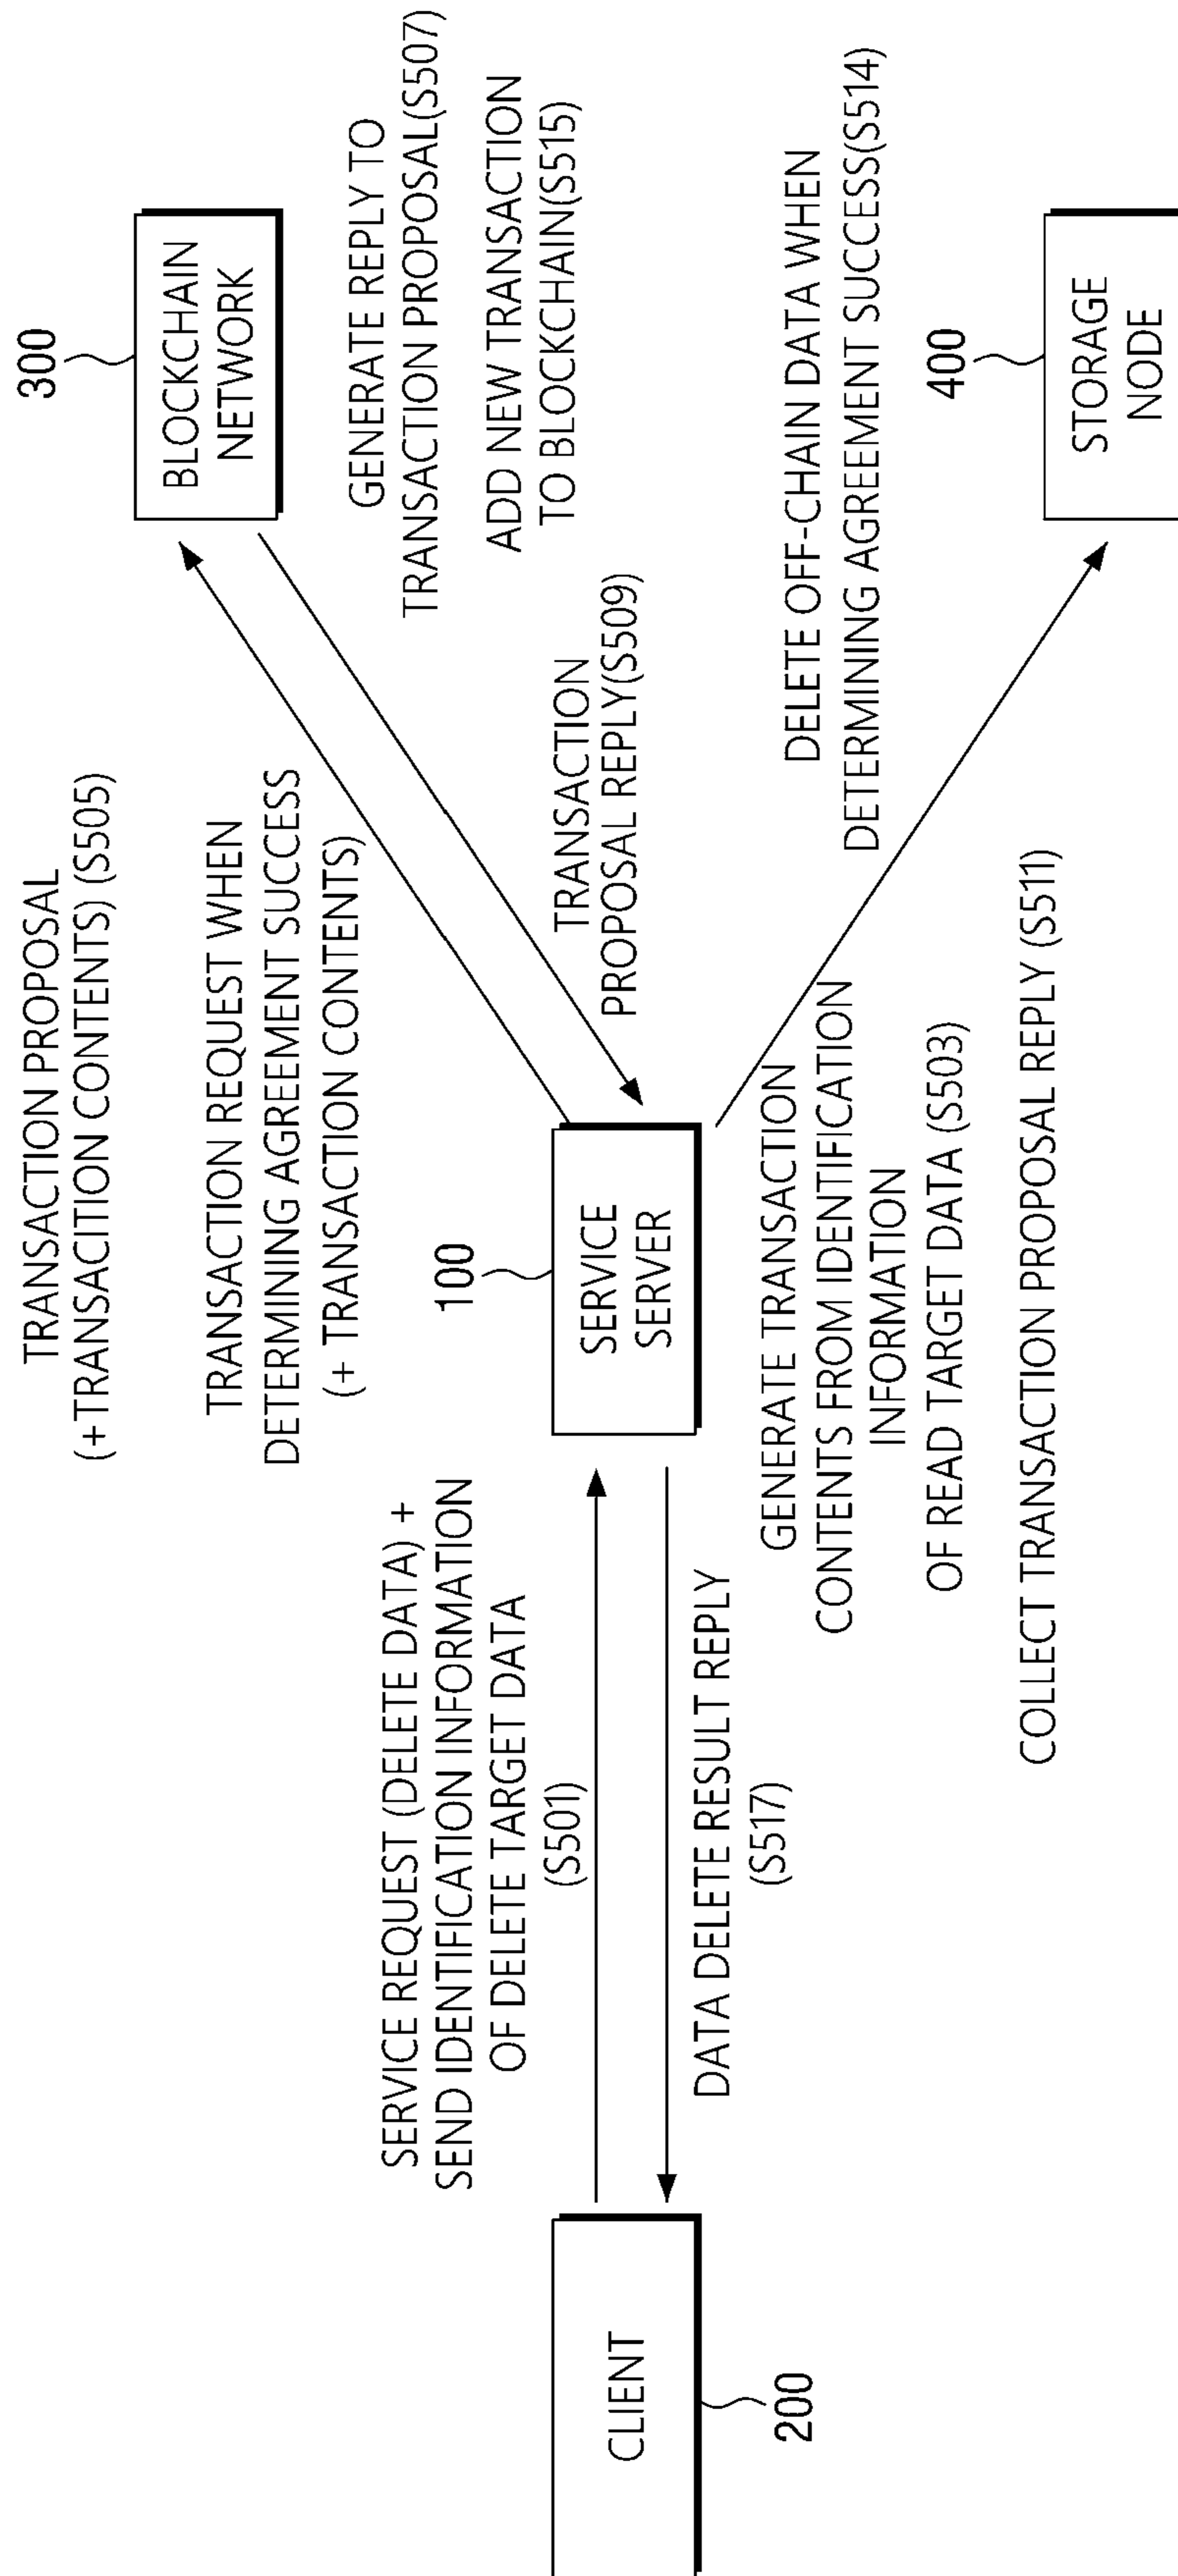 TRANSACTION PROPOSAL
(+TRANSACITION CONTENTS) (S505)
TRANSACTION REQUEST WHEN
DETERMINING AGREEMENT SUCCESS
(+ TRANSACTION CONTENTS)
300
BLOCKCHAIN
NETWORK
GENERATE REPLY TO
TRANSACTION PROPOSAL(S507)
ADD NEW TRANSACTION
TO BLOCKCHAIN(S515)
TRANSACTION
PROPOSAL REPLY(S509)
SERVICE REQUEST (DELETE DATA) +
SEND IDENTIFICATION INFORMATION
OF DELETE TARGET DATA
(S501)
100
SERVICE
SERVER
CLIENT
200
DATA DELETE RESULT REPLY
(S517)
GENERATE TRANSACTION
CONTENTS FROM IDENTIFICATION
INFORMATION
OF READ TARGET DATA (S503)
COLLECT TRANSACTION PROPOSAL REPLY (S511)
DELETE OFF-CHAIN DATA WHEN
DETERMINING AGREEMENT SUCCESS(S514)
400
STORAGE
NODE